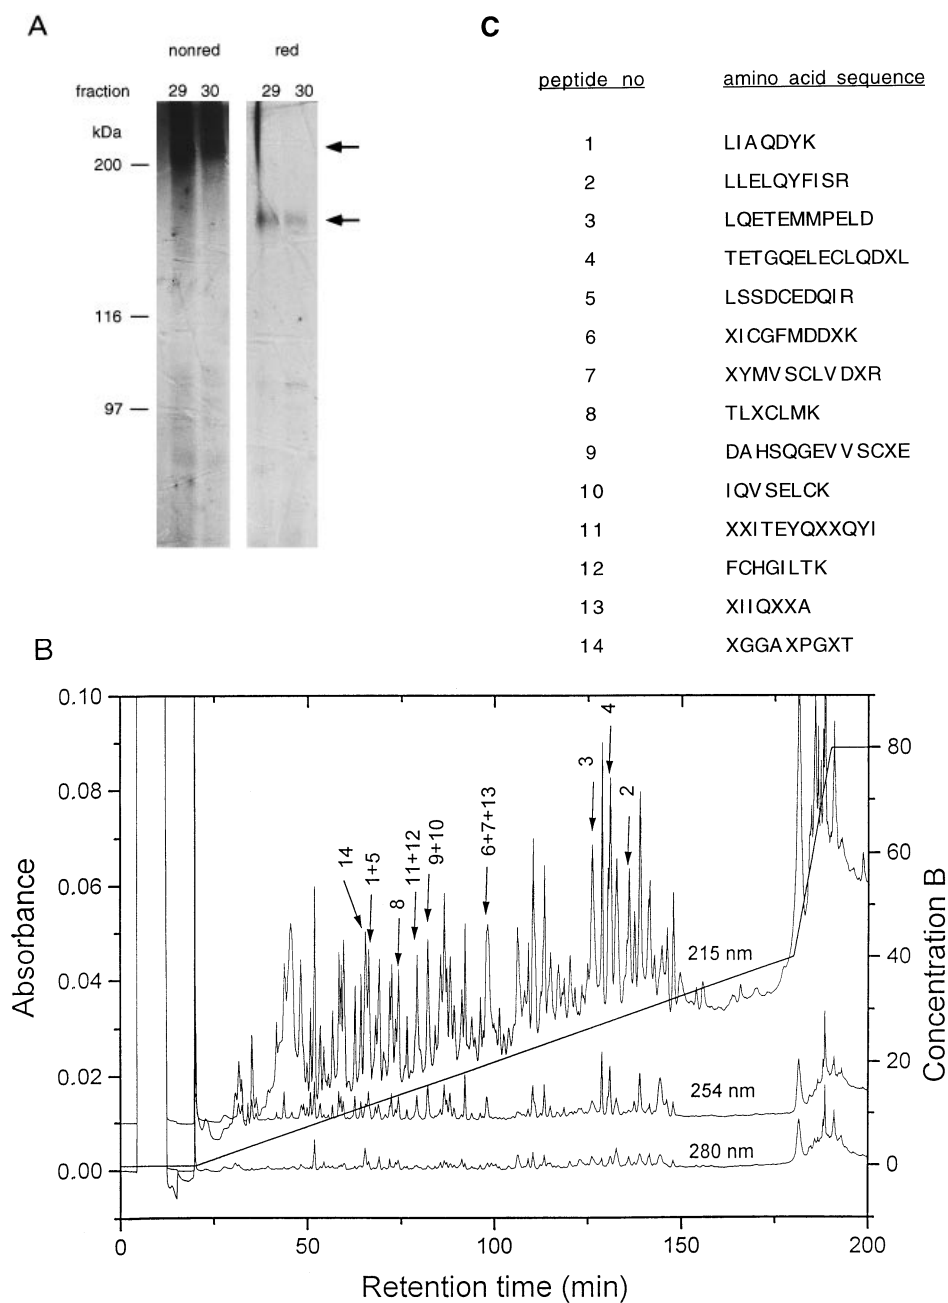 A
nonred red
fraction 29 30 29 30
kDa
200
116
97
C
peptide no amino acid sequence
1 LIAQDYK
2 LLELQYFISR
3 LQETEMMPELD
4 TETGQELECLQDXL
5 LSSDCEDQIR
6 XICGFMDDXK
7 XYMVSCLVDXR
8 TLXCLMK
9 DAHSQGEVVSCXE
10 IQVSELCK
11 XXITEYQXXQYI
12 FCHGILTK
13 XIIQXXA
14 XGGAXPGXT
B
0.10
0.08
0.06
0.04
0.02
0.00
Absorbance
14
1+5
8
11+12
9+10
6+7+13
3
4
2
215 nm
254 nm
280 nm
80
60
40
20
0
Concentration B
0 50 100 150 200
Retention time (min)